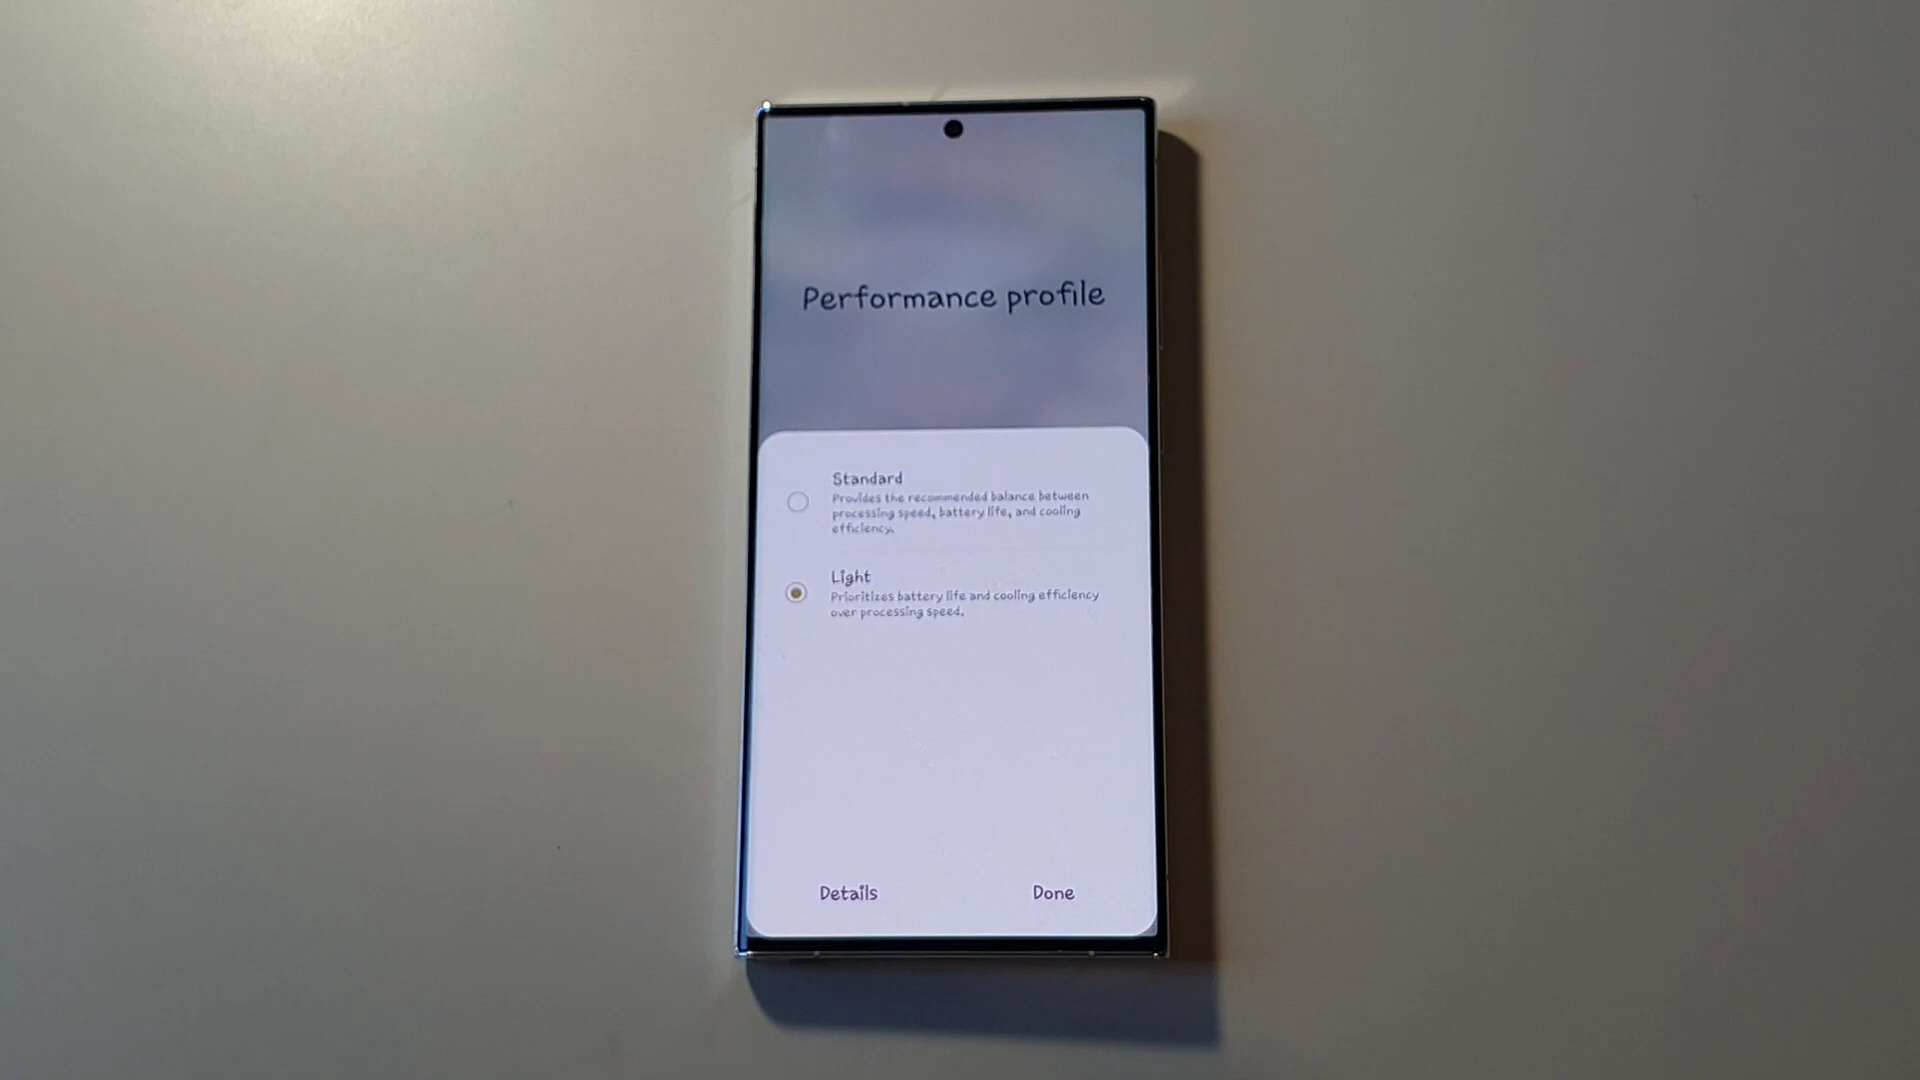 Performance profile
Standard
Provides the recommended balance between
processing speed, battery life, and cooling
efficiency.
Light
Prioritizes battery life and cooling efficiency
over processing speed.
Details
Done